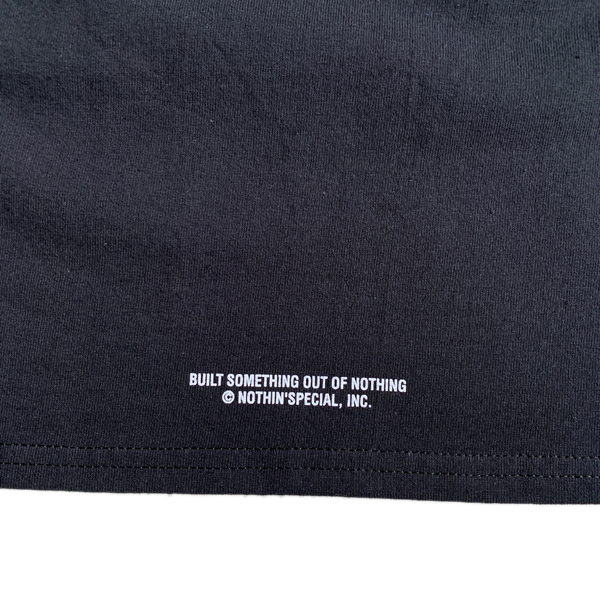 BUILT SOMETHING OUT OF NOTHING
© NOTHIN'SPECIAL, INC.